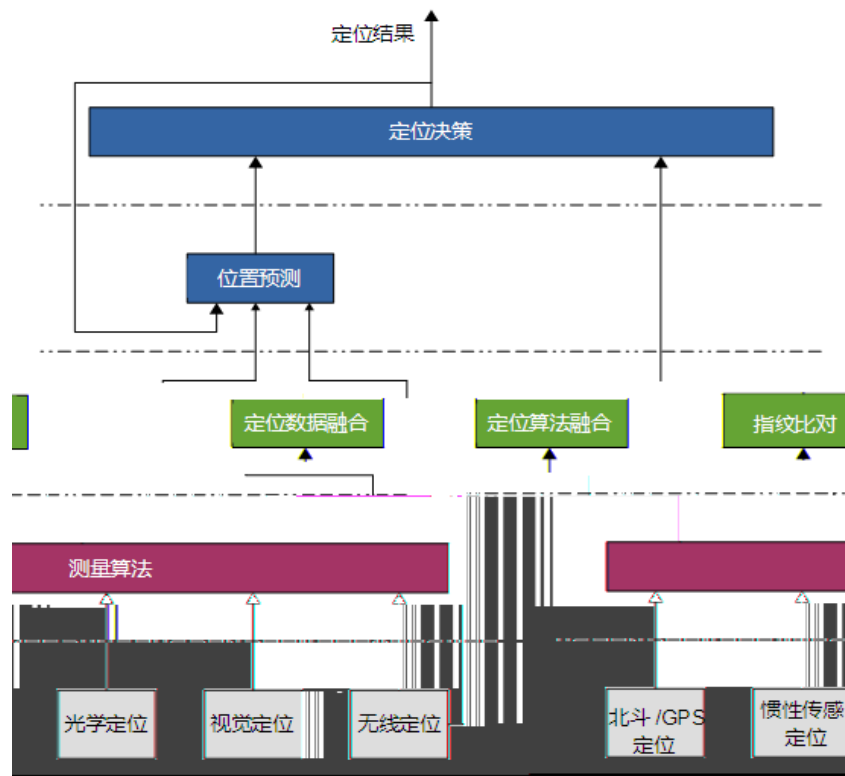 定位结果
定位决策
位置预测
定位数据融合
定位算法融合
指纹比对
测量算法
光学定位
视觉定位
无线定位
北斗/GPS
定位
惯性传感
定位